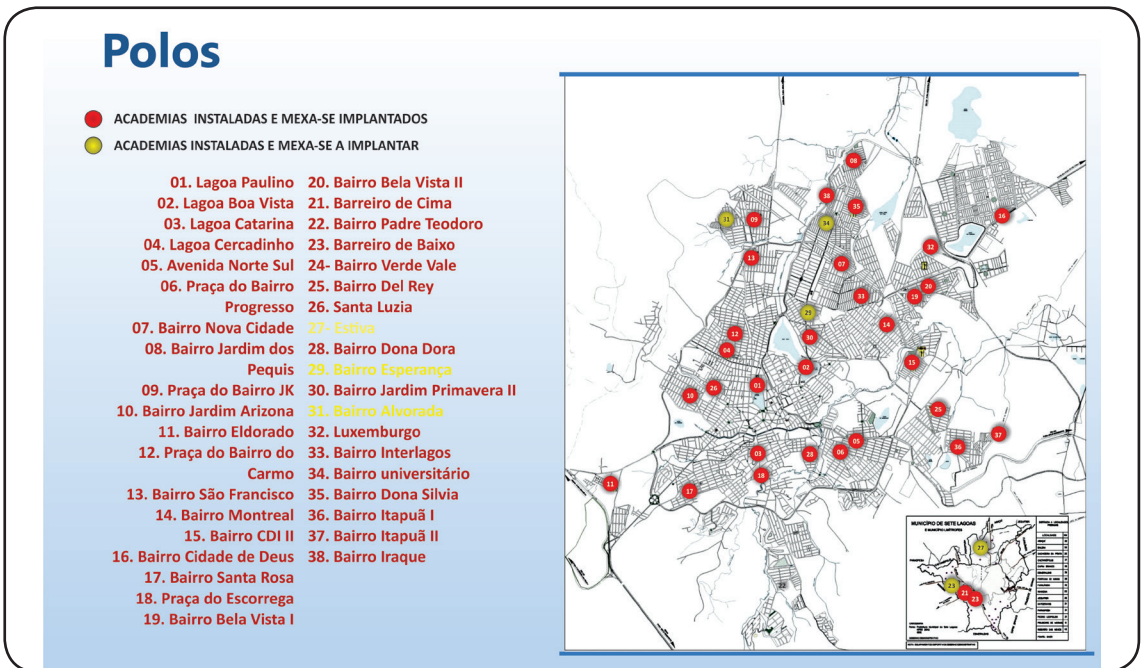 Polos
ACADEMIAS INSTALADAS E MEXA-SE IMPLANTADOS
ACADEMIAS INSTALADAS E MEXA-SE A IMPLANTAR
01. Lagoa Paulino
02. Lagoa Boa Vista
03. Lagoa Catarina
04. Lagoa Cercadinho
05. Avenida Norte Sul
06. Praça do Bairro
Progresso
07. Bairro Nova Cidade
08. Bairro Jardim dos
Pequis
09. Praça do Bairro JK
10. Bairro Jardim Arizona
11. Bairro Eldorado
12. Praça do Bairro do
Carmo
13. Bairro São Francisco
14. Bairro Montreal
15. Bairro CDI II
16. Bairro Cidade de Deus
17. Bairro Santa Rosa
18. Praça do Escorrega
19. Bairro Bela Vista I
20. Bairro Bela Vista II
21. Barreiro de Cima
22. Bairro Padre Teodoro
23. Barreiro de Baixo
24- Bairro Verde Vale
25. Bairro Del Rey
26. Santa Luzia
27- Estiva
28. Bairro Dona Dora
29. Bairro Esperança
30. Bairro Jardim Primavera II
31. Bairro Alvorada
32. Luxemburgo
33. Bairro Interlagos
34. Bairro universitário
35. Bairro Dona Silvia
36. Bairro Itapuã I
37. Bairro Itapuã II
38. Bairro Iraque
08
38
35
31
09
34
16
32
13
07
20
19
33
29
14
12
30
04
15
02
01
26
10
25
37
05
36
06
03
28
18
11
17
22
MUNICÍPIO DE SETE LAGOAS
E MUNICÍPIO LIMÍTROFES
27
23
21
23